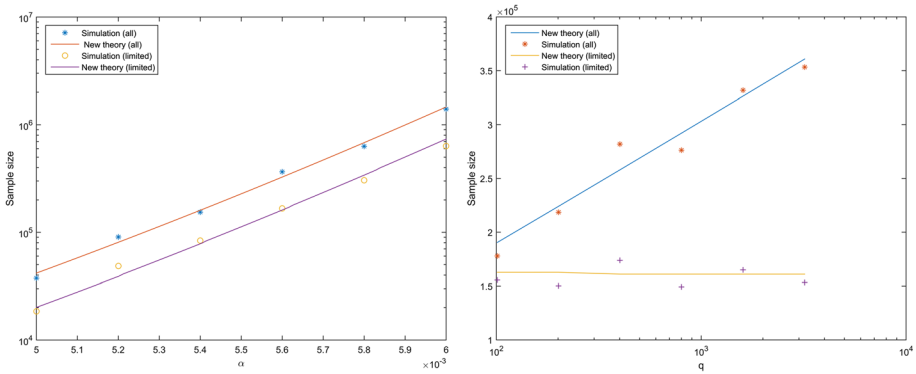 10^7
10^6
10^5
10^4
Sample size
Simulation (all)
New theory (all)
Simulation (limited)
New theory (limited)
5
5.1
5.2
5.3
5.4
5.5
5.6
5.7
5.8
5.9
6
×10^-3
α
×10^5
4
3.5
3
2.5
2
1.5
1
Sample size
New theory (all)
Simulation (all)
New theory (limited)
Simulation (limited)
10^2
10^3
10^4
q